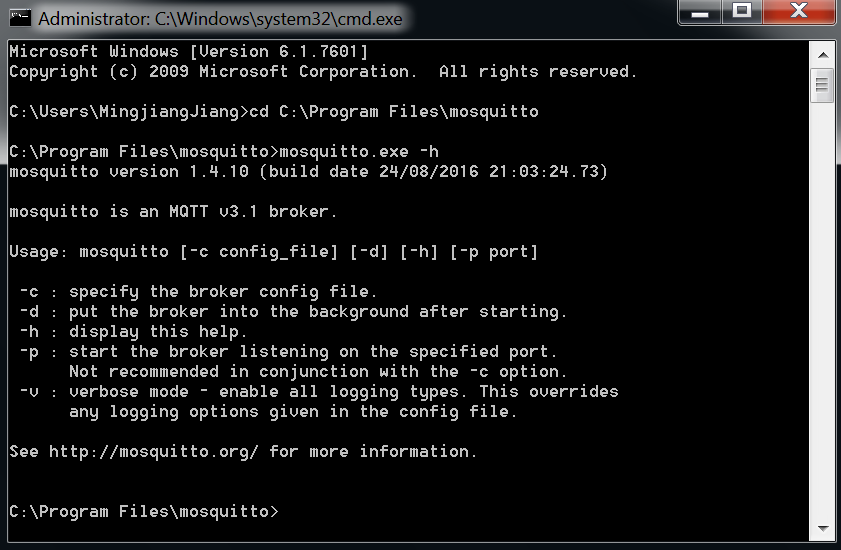 Administrator: C:\Windows\system32\cmd.exe
Microsoft Windows [Version 6.1.7601]
Copyright (c) 2009 Microsoft Corporation.  All rights reserved.
C:\Users\MingjiangJiang>cd C:\Program Files\mosquitto
C:\Program Files\mosquitto>mosquitto.exe -h
mosquitto version 1.4.10 (build date 24/08/2016 21:03:24.73)
mosquitto is an MQTT v3.1 broker.
Usage: mosquitto [-c config_file] [-d] [-h] [-p port]
 -c : specify the broker config file.
 -d : put the broker into the background after starting.
 -h : display this help.
 -p : start the broker listening on the specified port.
      Not recommended in conjunction with the -c option.
 -v : verbose mode - enable all logging types. This overrides
      any logging options given in the config file.
See http://mosquitto.org/ for more information.
C:\Program Files\mosquitto>